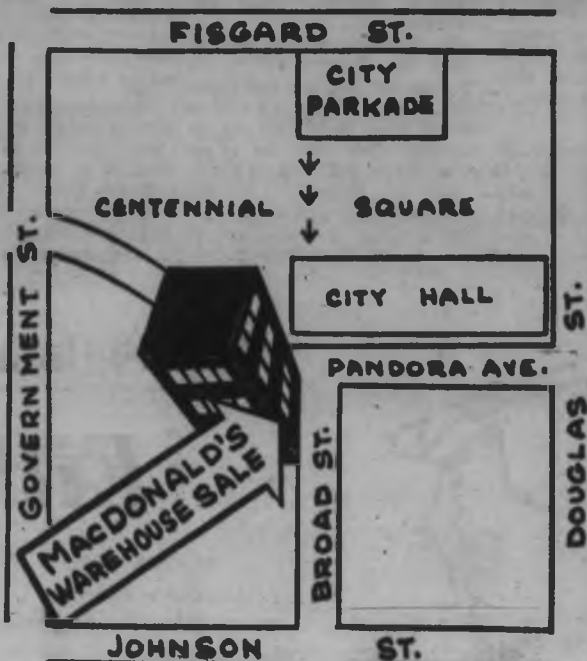 FISGARD ST.
CITY
PARKADE
CENTENNIAL SQUARE
GOVERNMENT ST.
CITY HALL
PANDORA AVE.
DOUGLAS ST.
BROAD ST.
MACDONALD'S
WAREHOUSE SALE
JOHNSON ST.